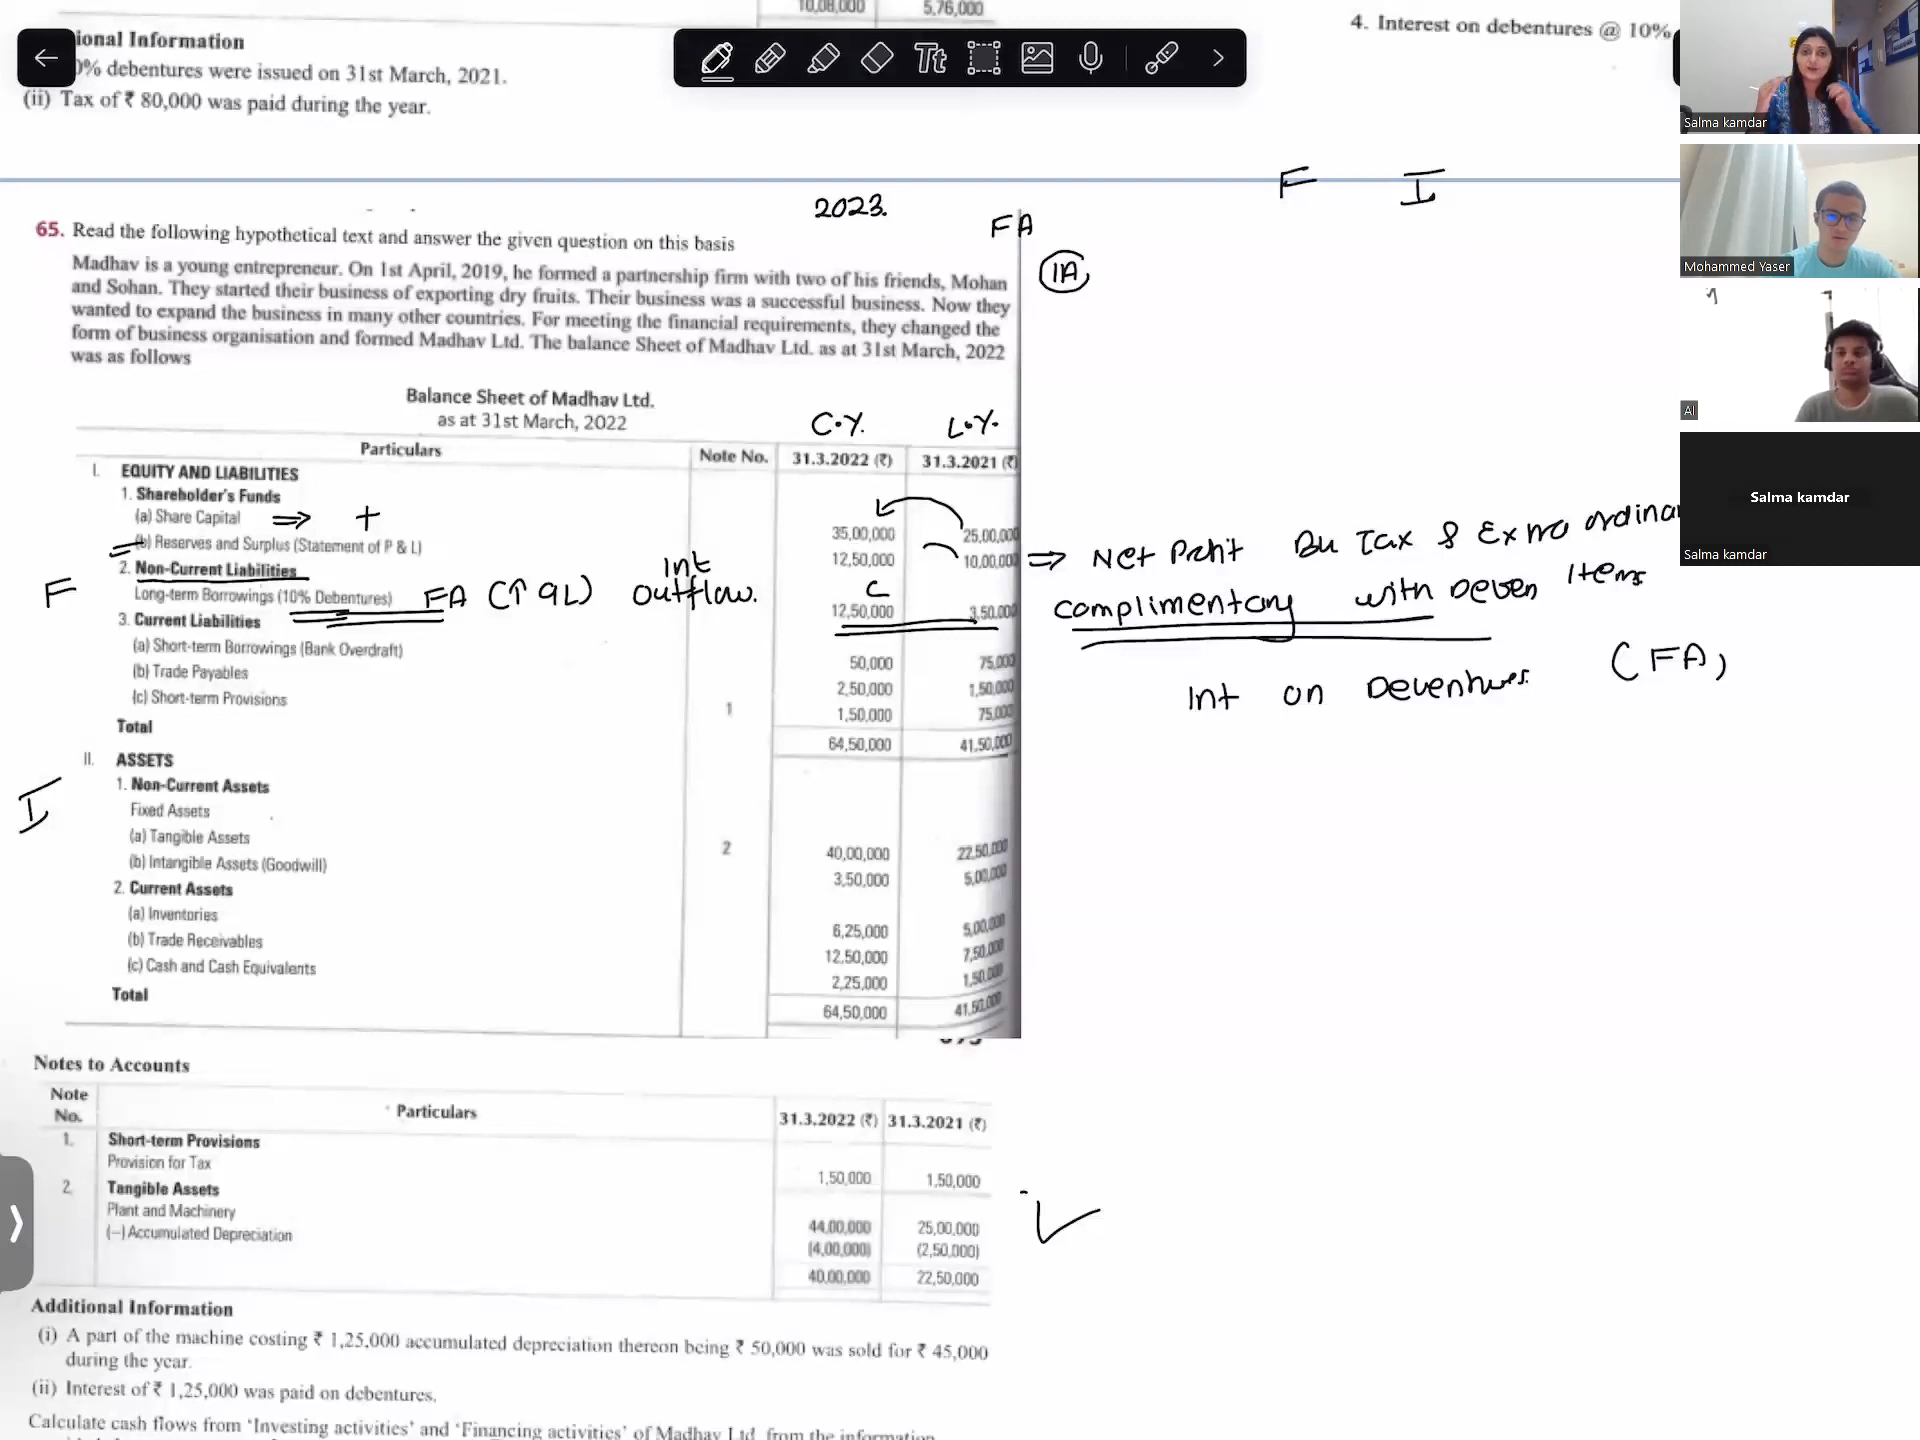 10,08,000 5,76,000
4. Interest on debentures @ 10%
ional Information
0% debentures were issued on 31st March, 2021.
(ii) Tax of ₹ 80,000 was paid during the year.
Tt
Salma kamdar
Mohammed Yaser
Al
Salma kamdar
Salma kamdar
F I
2023.
FA
IA
65. Read the following hypothetical text and answer the given question on this basis
Madhav is a young entrepreneur. On 1st April, 2019, he formed a partnership firm with two of his friends, Mohan
and Sohan. They started their business of exporting dry fruits. Their business was a successful business. Now they
wanted to expand the business in many other countries. For meeting the financial requirements, they changed the
form of business organisation and formed Madhav Ltd. The balance Sheet of Madhav Ltd. as at 31st March, 2022
was as follows
Balance Sheet of Madhav Ltd.
as at 31st March, 2022
C.Y. L.Y.
Particulars Note No. 31.3.2022 (₹) 31.3.2021 (₹)
I. EQUITY AND LIABILITIES
1. Shareholder's Funds
(a) Share Capital ⇒ + 35,00,000 25,00,000
(b) Reserves and Surplus (Statement of P & L) 12,50,000 10,00,000
⇒ Net Profit Bu Tax & Extra ordina
2. Non-Current Liabilities
Long-term Borrowings (10% Debentures) 12,50,000 3,50,000
F FA (↑ 9L) Int outflow. C
complimentary with Deben Items
Int on Debentures. (FA)
3. Current Liabilities
(a) Short-term Borrowings (Bank Overdraft) 50,000 75,000
(b) Trade Payables 2,50,000 1,50,000
(c) Short-term Provisions 1 1,50,000 75,000
Total 64,50,000 41,50,000
II. ASSETS
1. Non-Current Assets
I
Fixed Assets
(a) Tangible Assets 2 40,00,000 22,50,000
(b) Intangible Assets (Goodwill) 3,50,000 5,00,000
2. Current Assets
(a) Inventories 6,25,000 5,00,000
(b) Trade Receivables 12,50,000 7,50,000
(c) Cash and Cash Equivalents 2,25,000 1,50,000
Total 64,50,000 41,50,000
Notes to Accounts
Note No. Particulars 31.3.2022 (₹) 31.3.2021 (₹)
1. Short-term Provisions
Provision for Tax 1,50,000 1,50,000
2. Tangible Assets
Plant and Machinery 44,00,000 25,00,000
(–) Accumulated Depreciation (4,00,000) (2,50,000)
40,00,000 22,50,000
Additional Information
(i) A part of the machine costing ₹ 1,25,000 accumulated depreciation thereon being ₹ 50,000 was sold for ₹ 45,000
during the year.
(ii) Interest of ₹ 1,25,000 was paid on debentures.
Calculate cash flows from 'Investing activities' and 'Financing activities' of Madhav Ltd. from the information